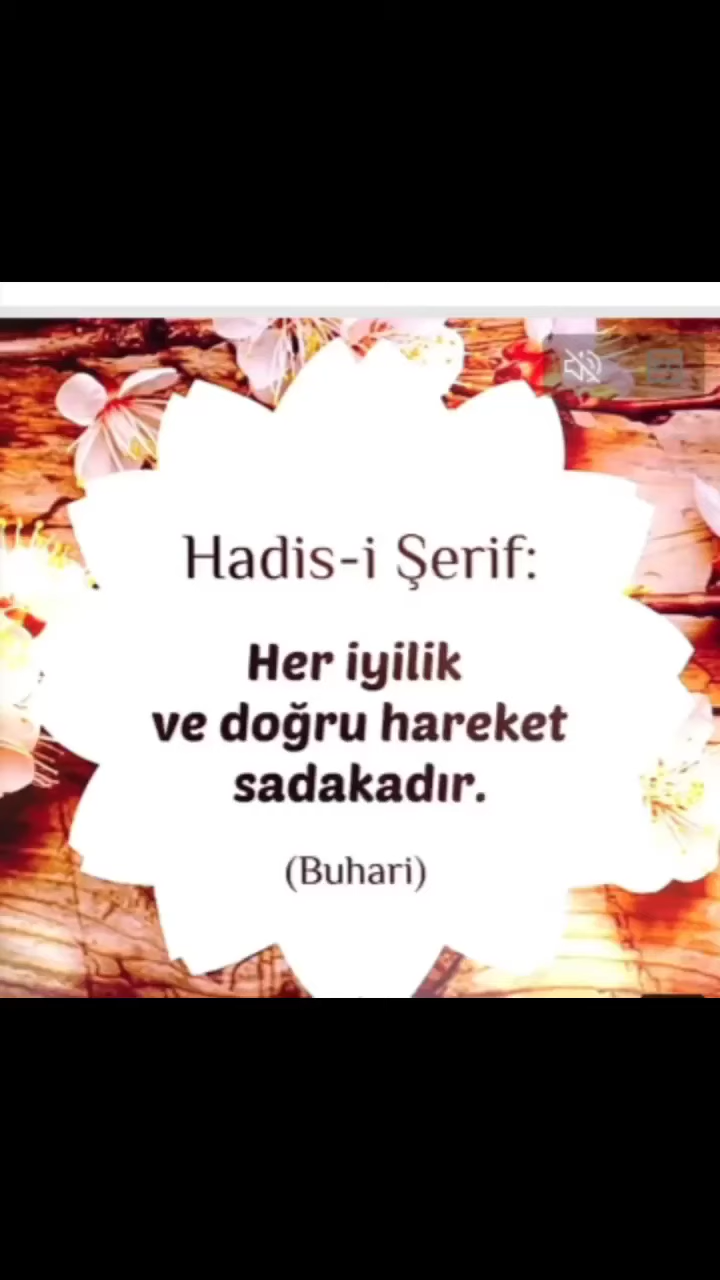 Hadis-i Şerif:
Her iyilik
ve doğru hareket
sadakadır.
(Buhari)